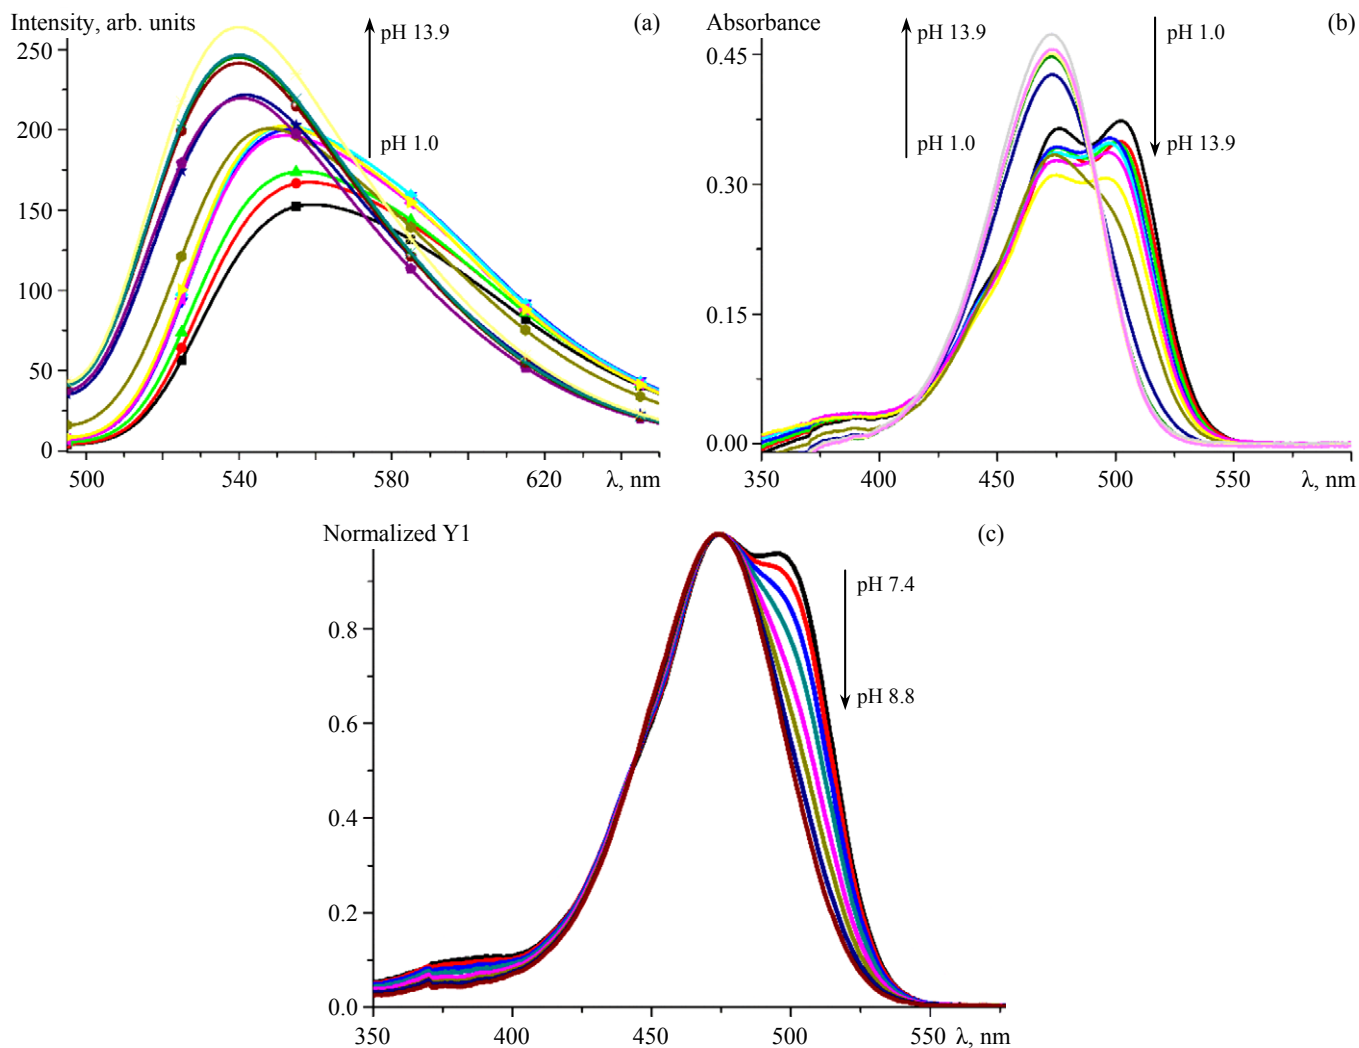 Intensity, arb. units (a)
pH 13.9
pH 1.0
250
200
150
100
50
0
500 540 580 620 λ, nm
Absorbance (b)
pH 13.9 pH 1.0
pH 1.0 pH 13.9
0.45
0.30
0.15
0.00
350 400 450 500 550 λ, nm
Normalized Y1 (c)
pH 7.4
pH 8.8
0.8
0.6
0.4
0.2
0.0
350 400 450 500 550 λ, nm